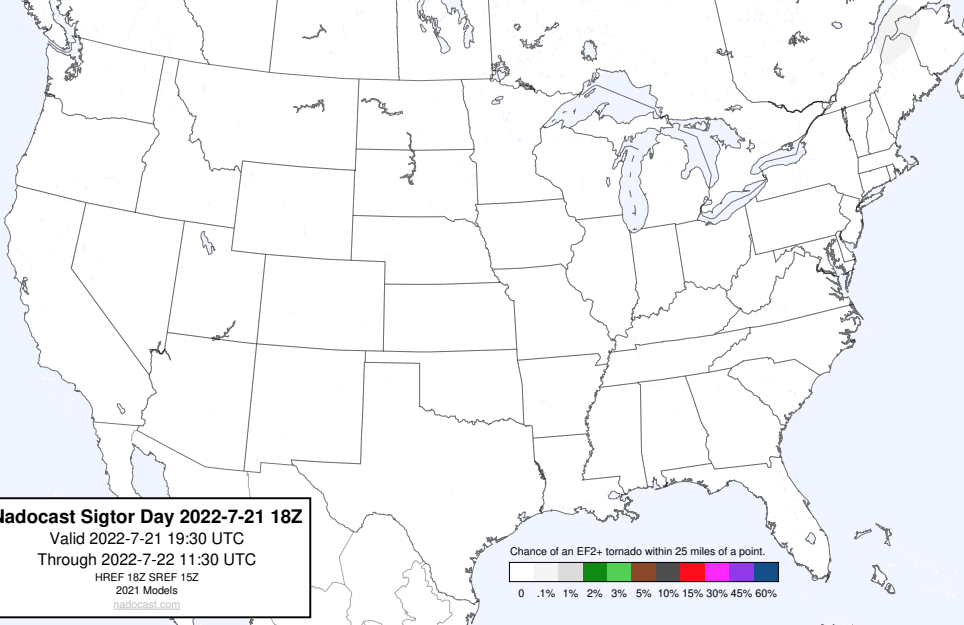 Nadocast Sigtor Day 2022-7-21 18Z
Valid 2022-7-21 19:30 UTC
Through 2022-7-22 11:30 UTC
HREF 18Z SREF 15Z
2021 Models
nadocast.com
Chance of an EF2+ tornado within 25 miles of a point.
0 .1% 1% 2% 3% 5% 10% 15% 30% 45% 60%